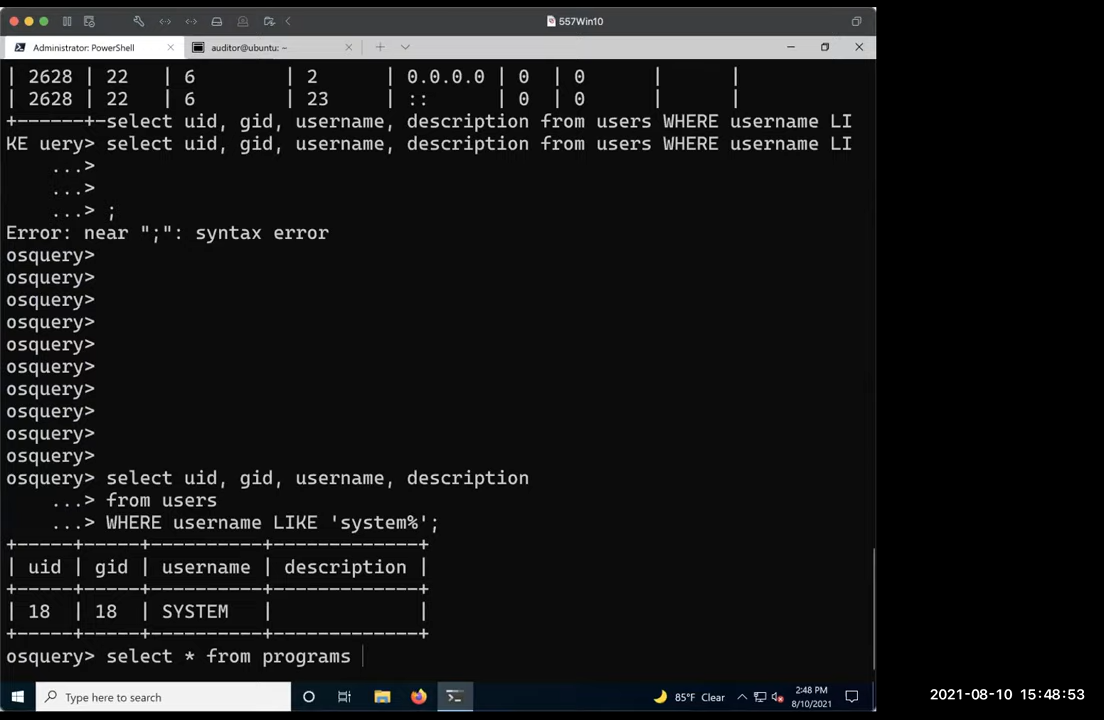 557Win10
Administrator: PowerShell
auditor@ubuntu: ~
| 2628 | 22 | 6 | 2 | 0.0.0.0 | 0 | 0 | |
| 2628 | 22 | 6 | 23 | :: | 0 | 0 | |
+------+-select uid, gid, username, description from users WHERE username LI
KE uery> select uid, gid, username, description from users WHERE username LI
...>
...>
...> ;
Error: near ";": syntax error
osquery>
osquery>
osquery>
osquery>
osquery>
osquery>
osquery>
osquery>
osquery>
osquery>
osquery> select uid, gid, username, description
...> from users
...> WHERE username LIKE 'system%';
+-----+-----+----------+-------------+
| uid | gid | username | description |
+-----+-----+----------+-------------+
| 18 | 18 | SYSTEM | |
+-----+-----+----------+-------------+
osquery> select * from programs
Type here to search
85°F Clear
2:48 PM
8/10/2021
2021-08-10 15:48:53